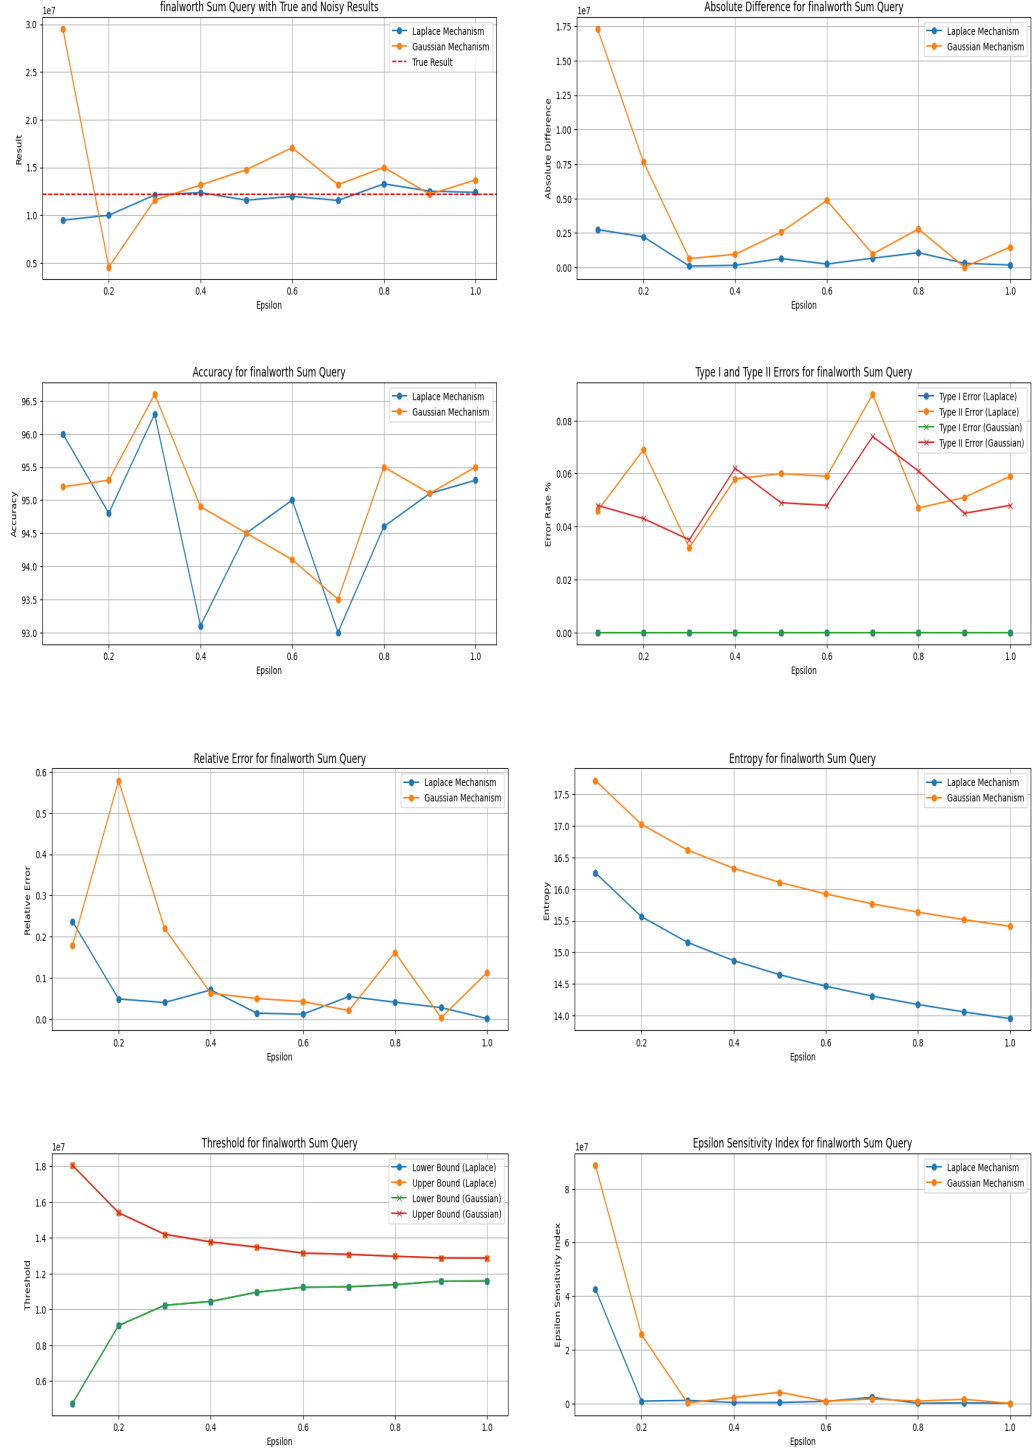 finalworth Sum Query with True and Noisy Results
1e7
3.0
2.5
2.0
1.5
1.0
0.5
Result
0.2 0.4 0.6 0.8 1.0
Epsilon
Laplace Mechanism
Gaussian Mechanism
True Result
Absolute Difference for finalworth Sum Query
1e7
1.75
1.50
1.25
1.00
0.75
0.50
0.25
0.00
Absolute Difference
0.2 0.4 0.6 0.8 1.0
Epsilon
Laplace Mechanism
Gaussian Mechanism
Accuracy for finalworth Sum Query
96.5
96.0
95.5
95.0
94.5
94.0
93.5
93.0
Accuracy
0.2 0.4 0.6 0.8 1.0
Epsilon
Laplace Mechanism
Gaussian Mechanism
Type I and Type II Errors for finalworth Sum Query
0.08
0.06
0.04
0.02
0.00
Error Rate %
0.2 0.4 0.6 0.8 1.0
Epsilon
Type I Error (Laplace)
Type II Error (Laplace)
Type I Error (Gaussian)
Type II Error (Gaussian)
Relative Error for finalworth Sum Query
0.6
0.5
0.4
0.3
0.2
0.1
0.0
Relative Error
0.2 0.4 0.6 0.8 1.0
Epsilon
Laplace Mechanism
Gaussian Mechanism
Entropy for finalworth Sum Query
17.5
17.0
16.5
16.0
15.5
15.0
14.5
14.0
Entropy
0.2 0.4 0.6 0.8 1.0
Epsilon
Laplace Mechanism
Gaussian Mechanism
Threshold for finalworth Sum Query
1e7
1.8
1.6
1.4
1.2
1.0
0.8
0.6
Threshold
0.2 0.4 0.6 0.8 1.0
Epsilon
Lower Bound (Laplace)
Upper Bound (Laplace)
Lower Bound (Gaussian)
Upper Bound (Gaussian)
Epsilon Sensitivity Index for finalworth Sum Query
1e7
8
6
4
2
0
Epsilon Sensitivity Index
0.2 0.4 0.6 0.8 1.0
Epsilon
Laplace Mechanism
Gaussian Mechanism